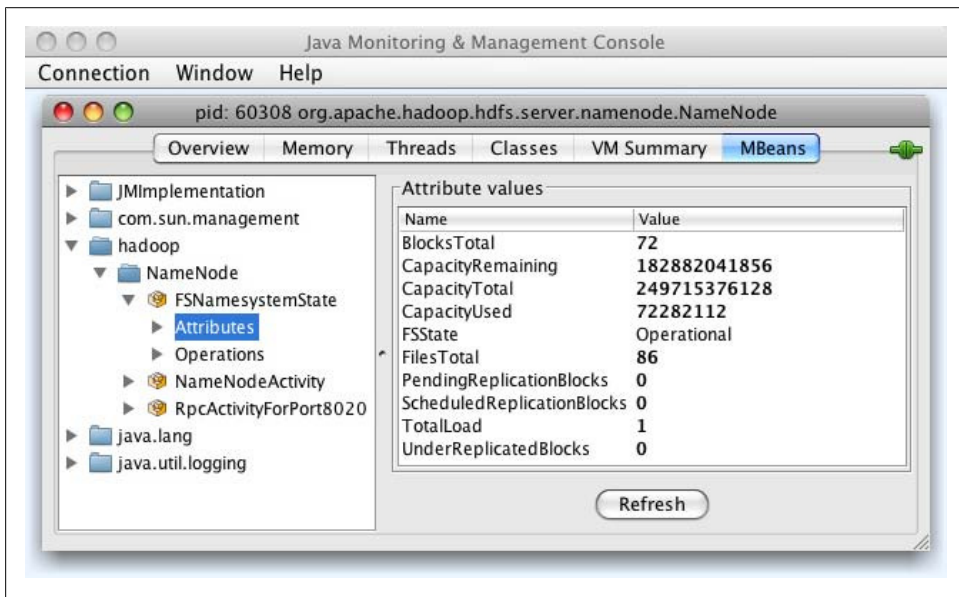 Java Monitoring & Management Console
Connection Window Help
pid: 60308 org.apache.hadoop.hdfs.server.namenode.NameNode
Overview Memory Threads Classes VM Summary MBeans
JMImplementation
com.sun.management
hadoop
NameNode
FSNamesystemState
Attributes
Operations
NameNodeActivity
RpcActivityForPort8020
java.lang
java.util.logging
Attribute values
Name Value
BlocksTotal 72
CapacityRemaining 182882041856
CapacityTotal 249715376128
CapacityUsed 72282112
FSState Operational
FilesTotal 86
PendingReplicationBlocks 0
ScheduledReplicationBlocks 0
TotalLoad 1
UnderReplicatedBlocks 0
Refresh